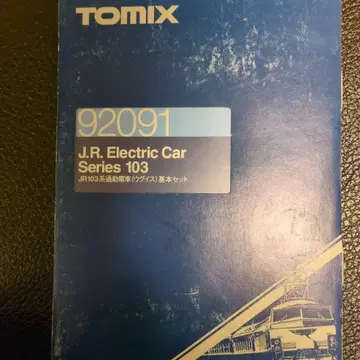 TOMIX
92091
J.R. Electric Car
Series 103
JR103系通勤電車(ウグイス)基本セット